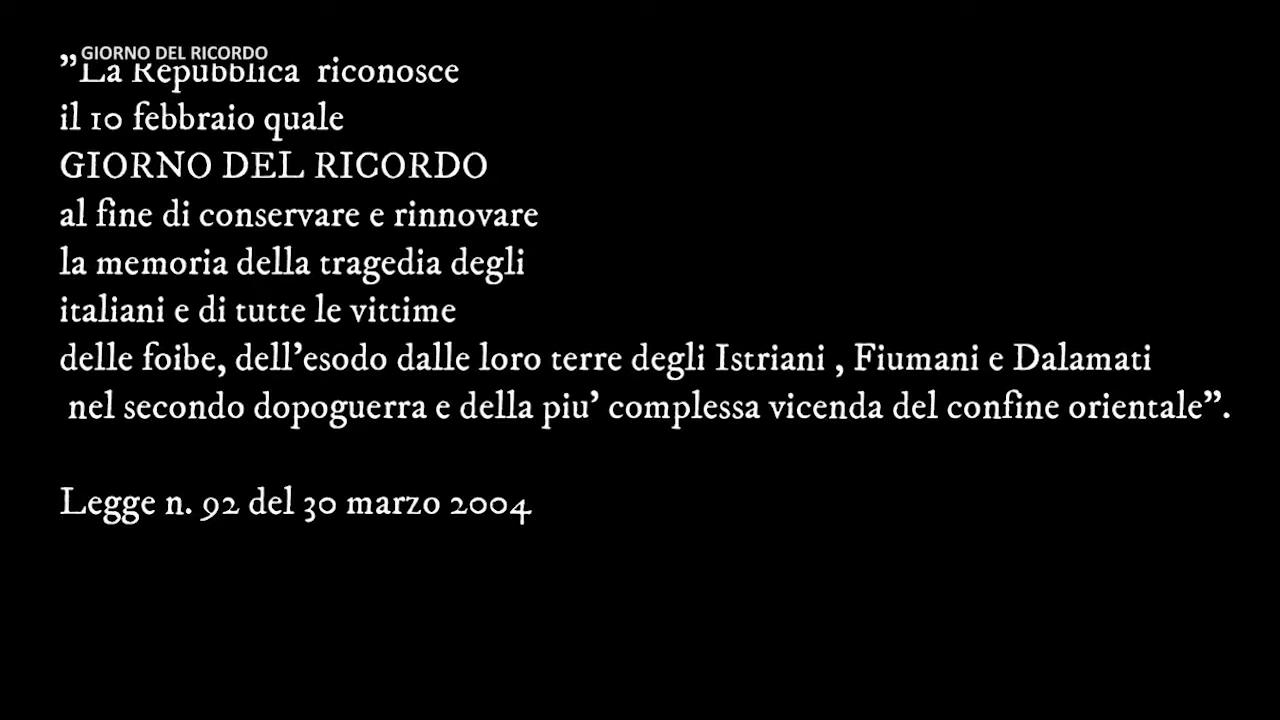 GIORNO DEL RICORDO
"La Repubblica riconosce
il 10 febbraio quale
GIORNO DEL RICORDO
al fine di conservare e rinnovare
la memoria della tragedia degli
italiani e di tutte le vittime
delle foibe, dell'esodo dalle loro terre degli Istriani , Fiumani e Dalamati
nel secondo dopoguerra e della piu' complessa vicenda del confine orientale".
Legge n. 92 del 30 marzo 2004